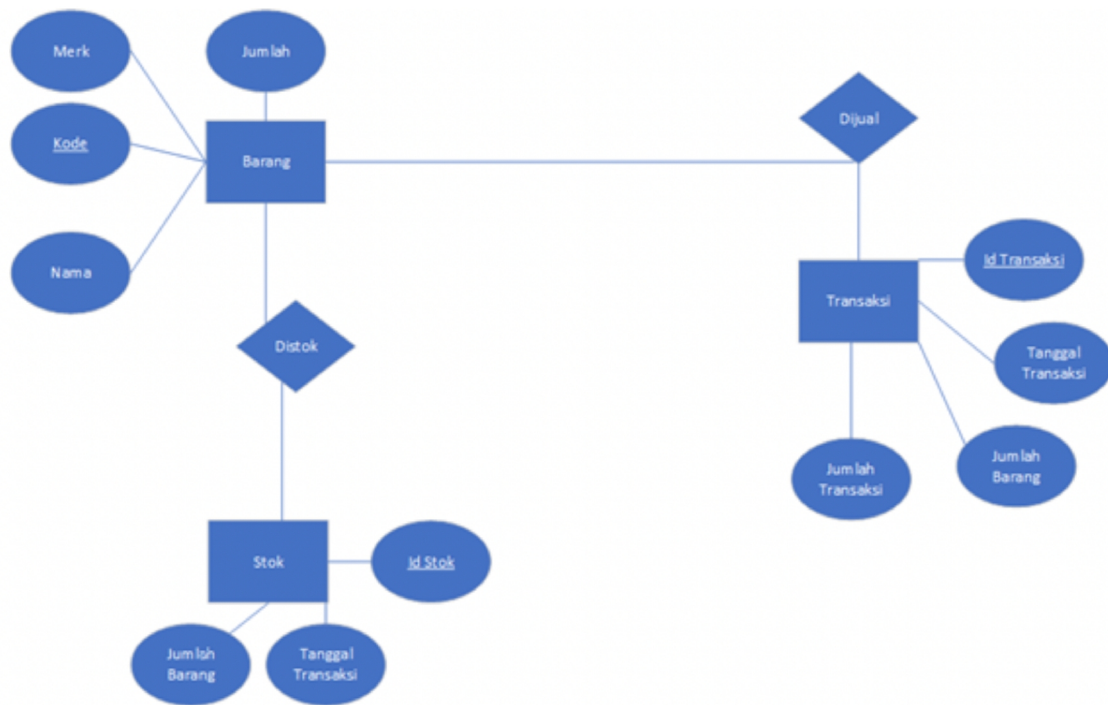 Merk
Jumlah
Kode
Barang
Dijual
Nama
Id Transaksi
Transaksi
Distok
Tanggal
Transaksi
Jumlah
Transaksi
Jumlah
Barang
Stok
Id Stok
Jumlah
Barang
Tanggal
Transaksi